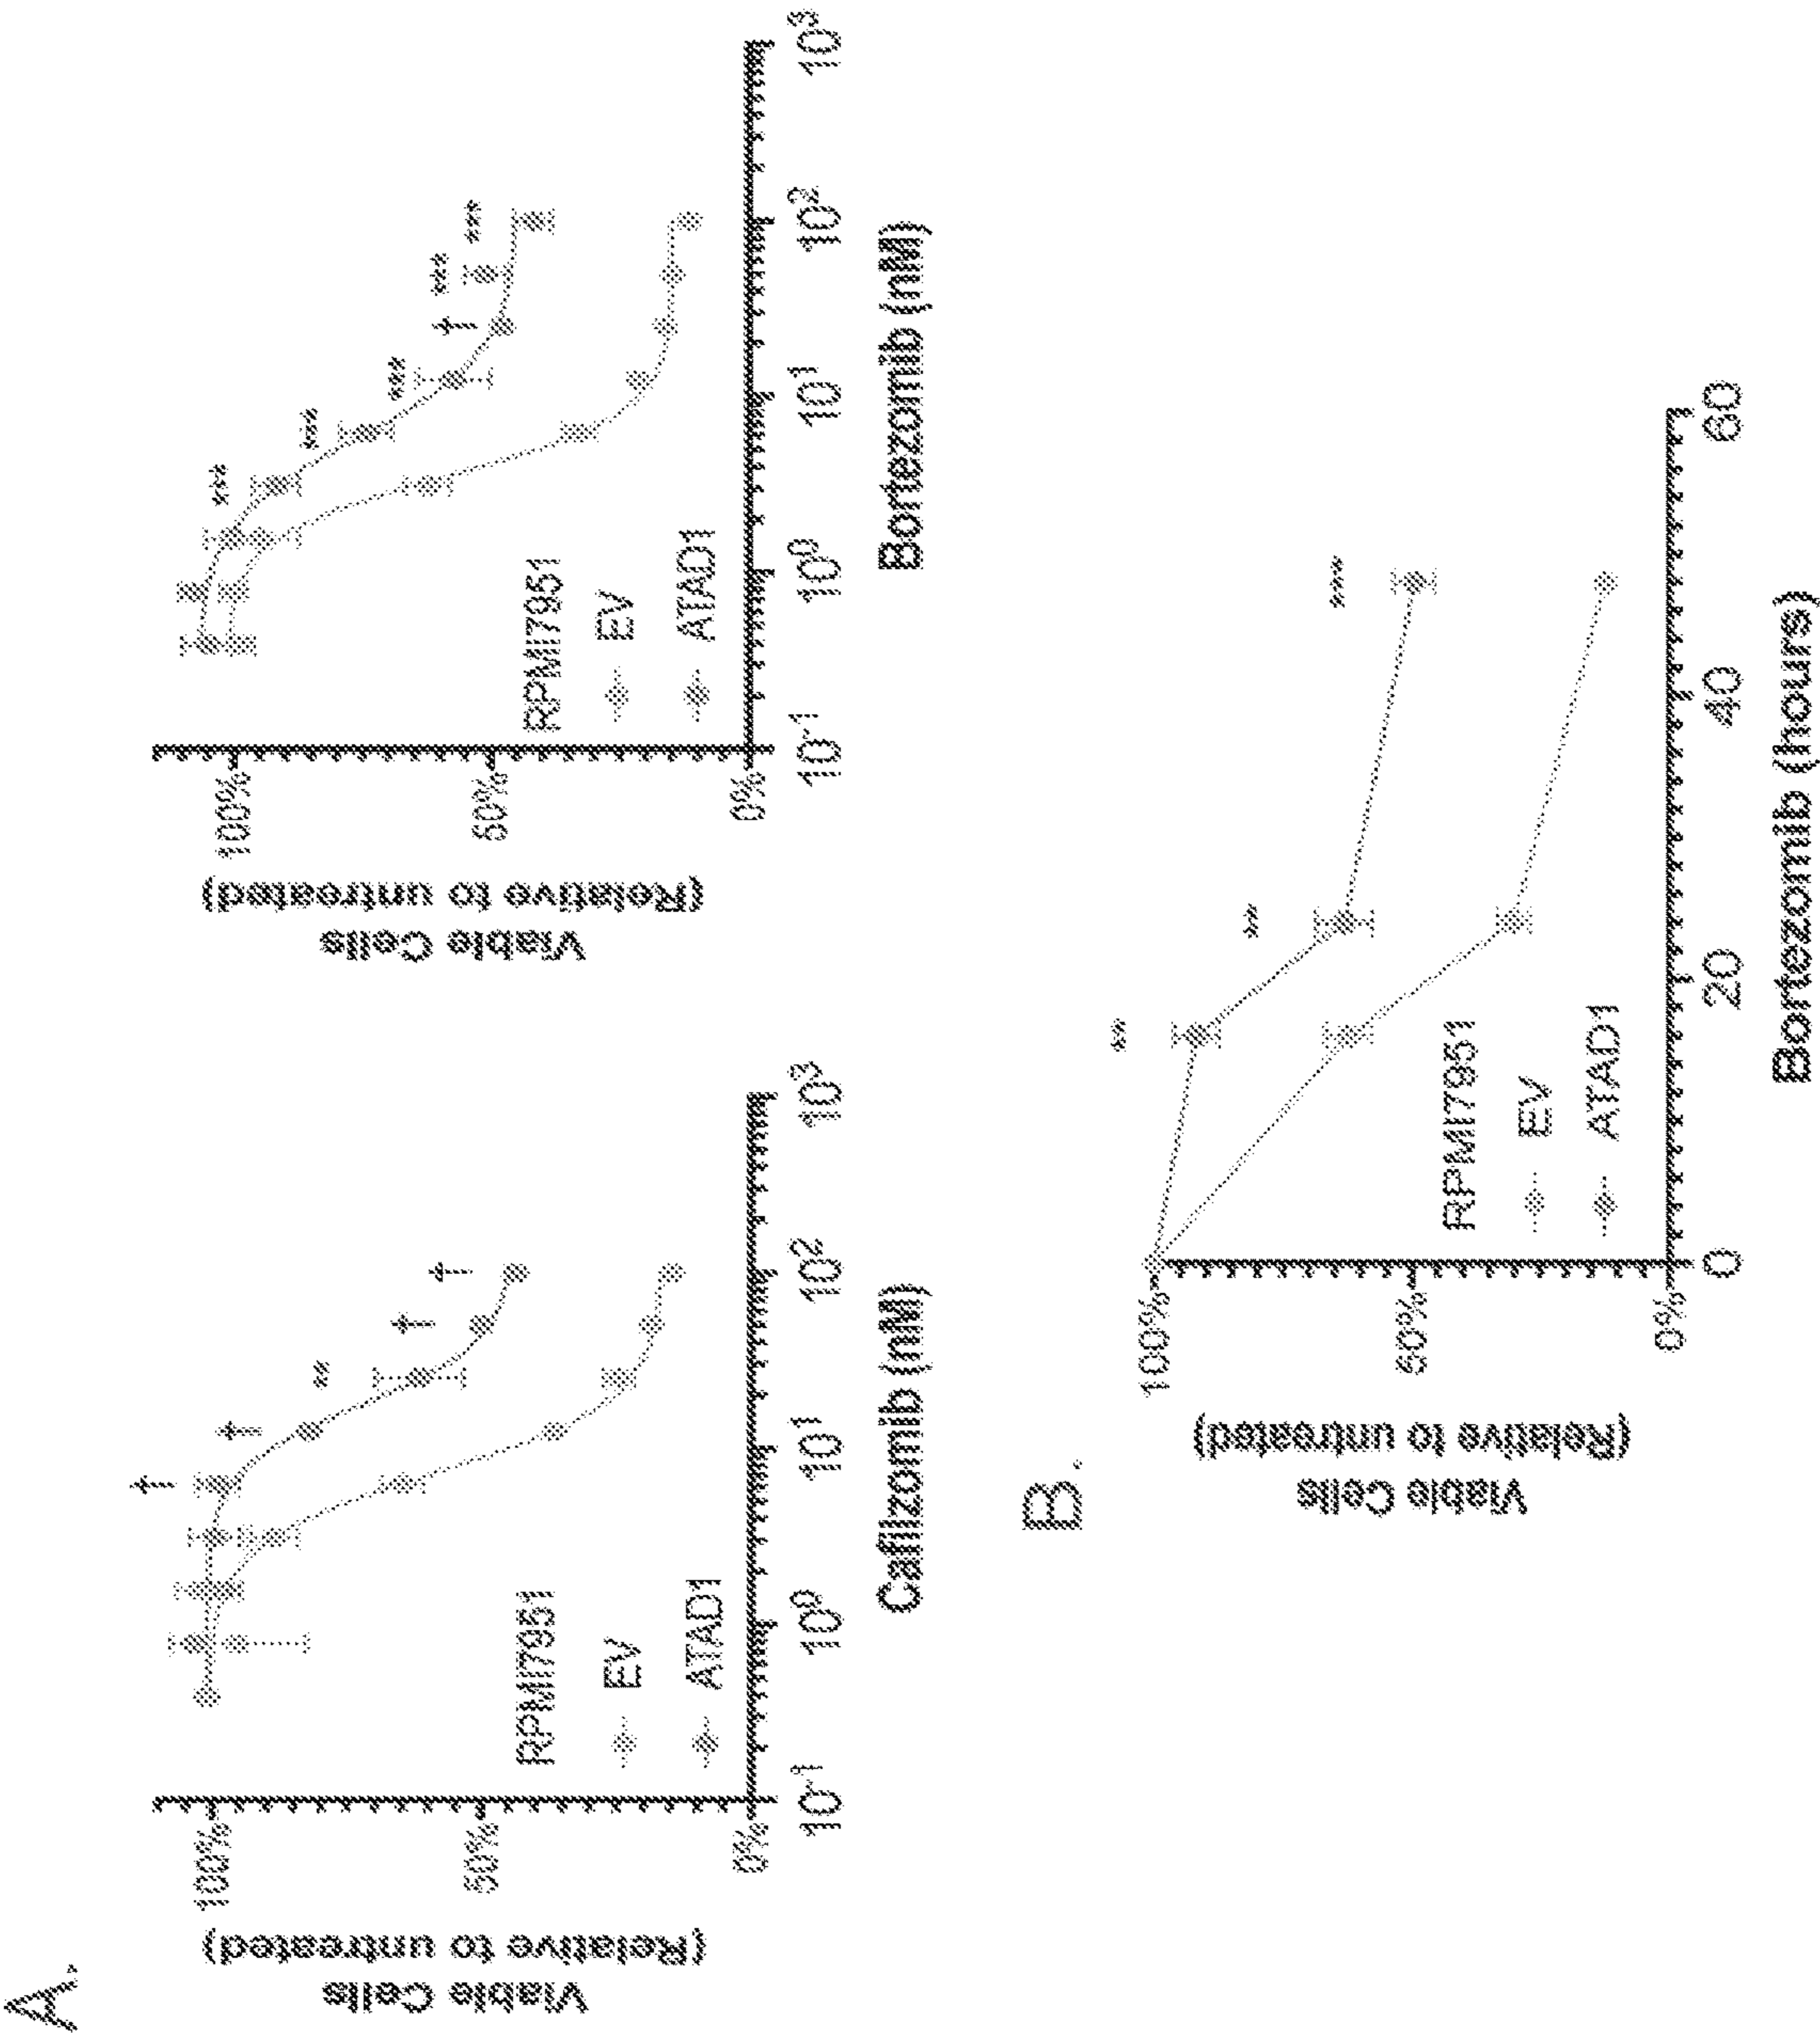 A.
Viable Cells
(Relative to untreated)
100%
50%
0%
RPMI7951
EV
ATAD1
10-1
100
101
102
103
Cafilzomib (nM)
Viable Cells
(Relative to untreated)
100%
50%
0%
RPMI7951
EV
ATAD1
10-1
100
101
102
103
Bortezomib (nM)
†
†
**
†
†
***
***
***
†
***
***
B.
Viable Cells
(Relative to untreated)
100%
50%
0%
**
**
***
RPMI7951
EV
ATAD1
0
20
40
60
Bortezomib (hours)